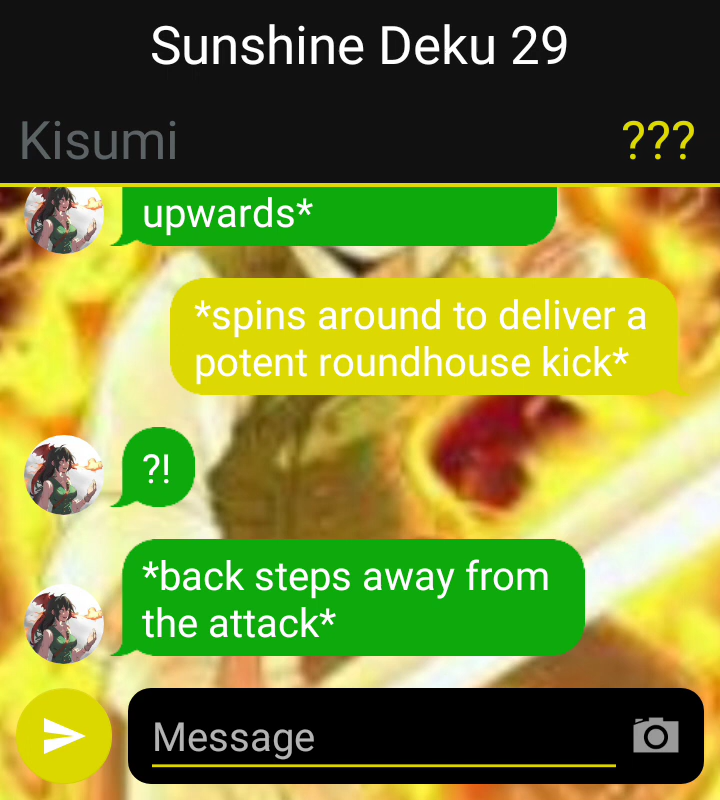 Sunshine Deku 29
Kisumi
???
upwards*
*spins around to deliver a
potent roundhouse kick*
?!
*back steps away from
the attack*
Message